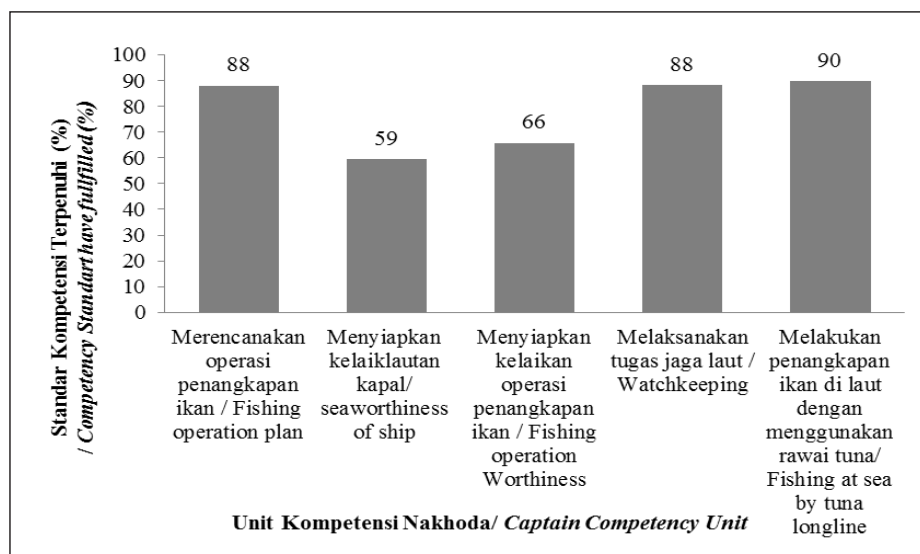 Standar Kompetensi Terpenuhi (%)
/ Competency Standart have fullfilled (%)
100
90
80
70
60
50
40
30
20
10
0
88
59
66
88
90
Merencanakan
operasi
penangkapan
ikan / Fishing
operation plan
Menyiapkan
kelaiklautan
kapal/
seaworthiness
of ship
Menyiapkan
kelaikan
operasi
penangkapan
ikan / Fishing
operation
Worthiness
Melaksanakan
tugas jaga laut /
Watchkeeping
Melakukan
penangkapan
ikan di laut
dengan
menggunakan
rawai tuna/
Fishing at sea
by tuna
longline
Unit Kompetensi Nakhoda/ Captain Competency Unit